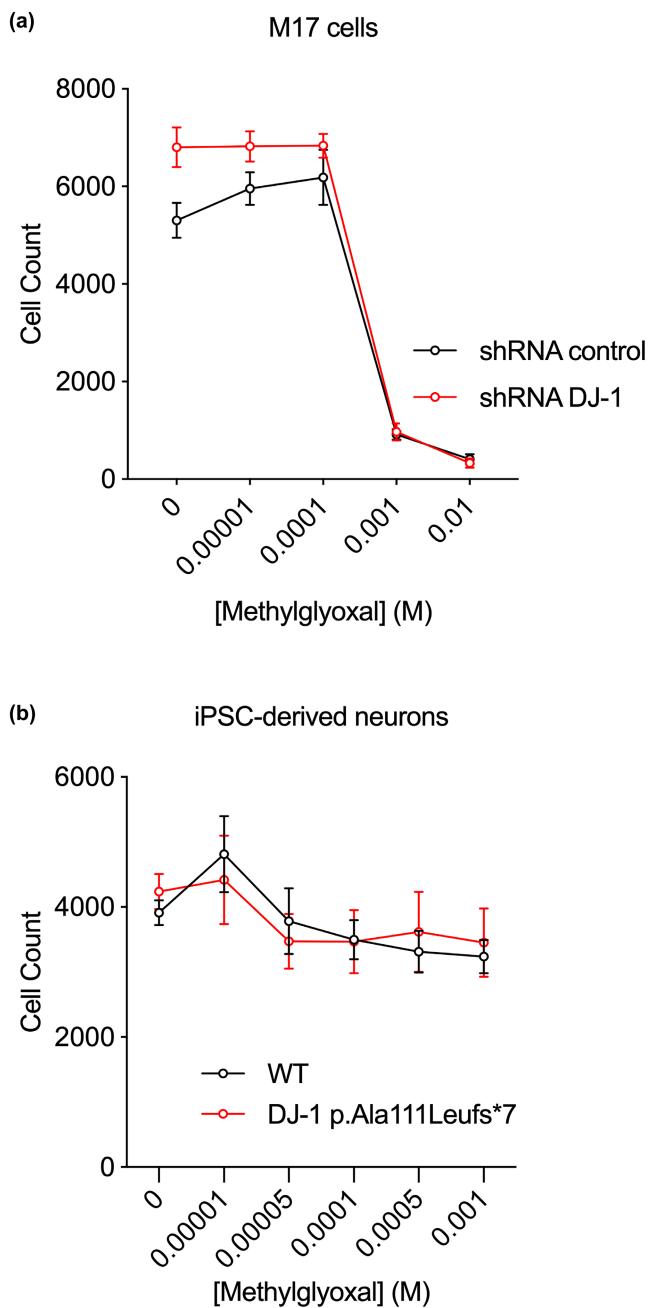 (a)
M17 cells
8000
6000
4000
2000
0
Cell Count
shRNA control
shRNA DJ-1
0
0.00001
0.0001
0.001
0.01
[Methylglyoxal] (M)
(b)
iPSC-derived neurons
6000
4000
2000
0
Cell Count
WT
DJ-1 p.Ala111Leufs*7
0
0.00001
0.00005
0.0001
0.0005
0.001
[Methylglyoxal] (M)